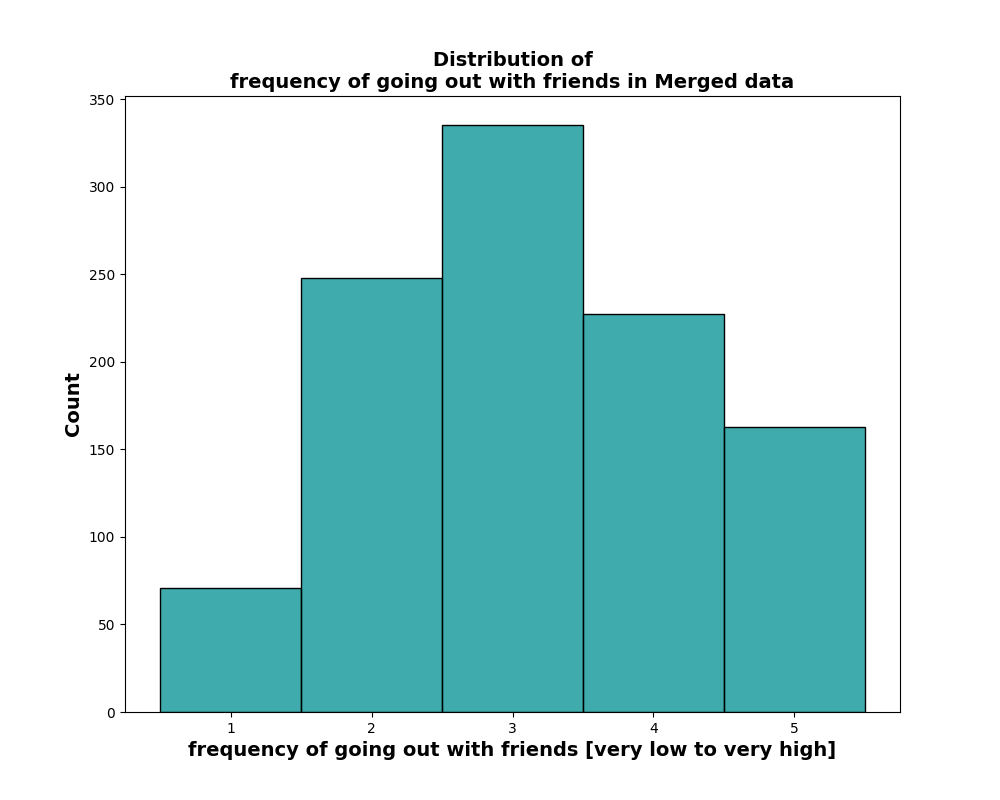 Distribution of
frequency of going out with friends in Merged data
350
300
250
200
150
100
50
0
Count
1 2 3 4 5
frequency of going out with friends [very low to very high]